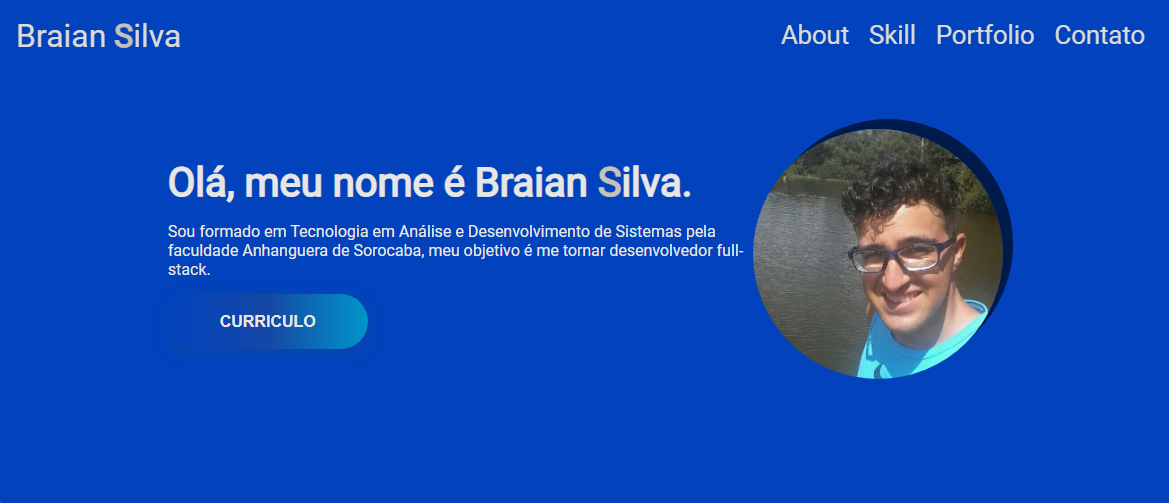 Braian Silva
About Skill Portfolio Contato
Olá, meu nome é Braian Silva.
Sou formado em Tecnologia em Análise e Desenvolvimento de Sistemas pela
faculdade Anhanguera de Sorocaba, meu objetivo é me tornar desenvolvedor full-
stack.
CURRICULO